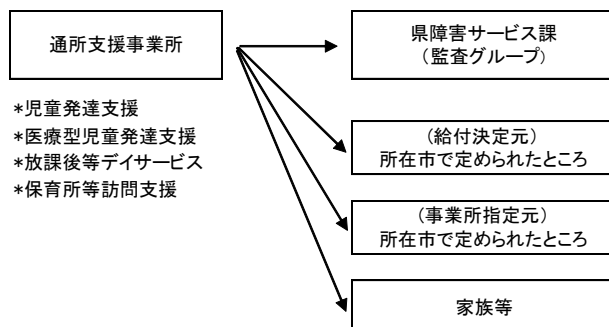 通所支援事業所
*児童発達支援
*医療型児童発達支援
*放課後等デイサービス
*保育所等訪問支援
県障害サービス課
（監査グループ）
（給付決定元）
所在市で定められたところ
（事業所指定元）
所在市で定められたところ
家族等